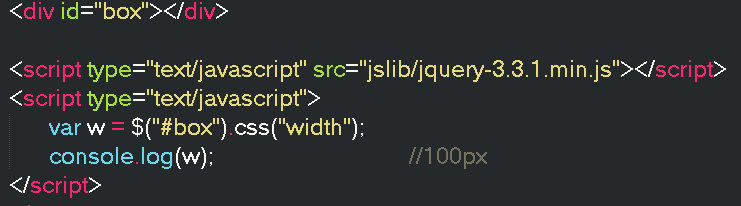 <div id="box"></div>
<script type="text/javascript" src="jslib/jquery-3.3.1.min.js"></script>
<script type="text/javascript">
var w = $("#box").css("width");
console.log(w); //100px
</script>